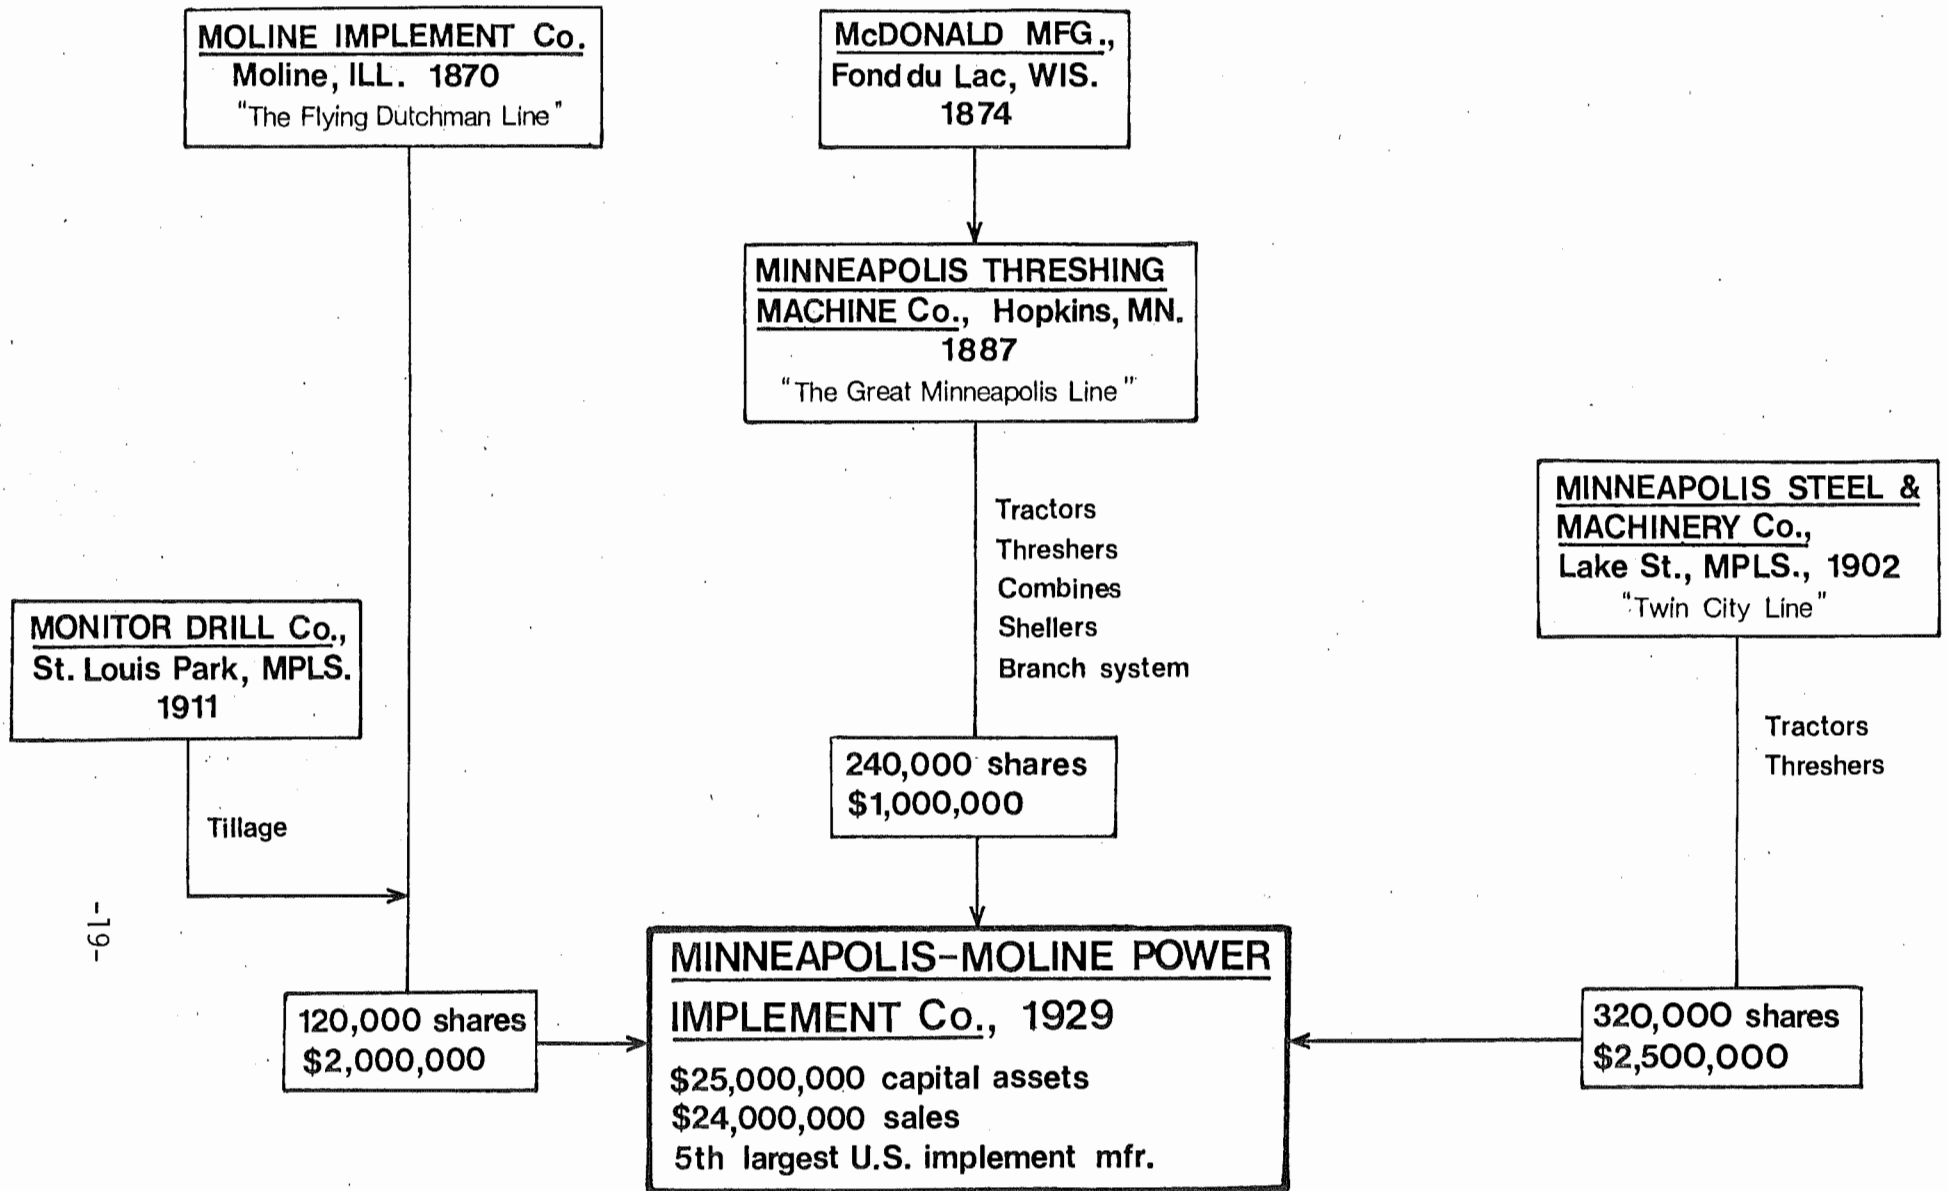 MOLINE IMPLEMENT Co.
Moline, ILL. 1870
"The Flying Dutchman Line"
McDONALD MFG.,
Fond du Lac, WIS.
1874
MINNEAPOLIS THRESHING
MACHINE Co., Hopkins, MN.
1887
"The Great Minneapolis Line"
MINNEAPOLIS STEEL &
MACHINERY Co.,
Lake St., MPLS., 1902
"Twin City Line"
MONITOR DRILL Co.,
St. Louis Park, MPLS.
1911
Tractors
Threshers
Combines
Shellers
Branch system
Tractors
Threshers
Tillage
240,000 shares
$1,000,000
120,000 shares
$2,000,000
MINNEAPOLIS-MOLINE POWER
IMPLEMENT Co., 1929
$25,000,000 capital assets
$24,000,000 sales
5th largest U.S. implement mfr.
320,000 shares
$2,500,000
-19-